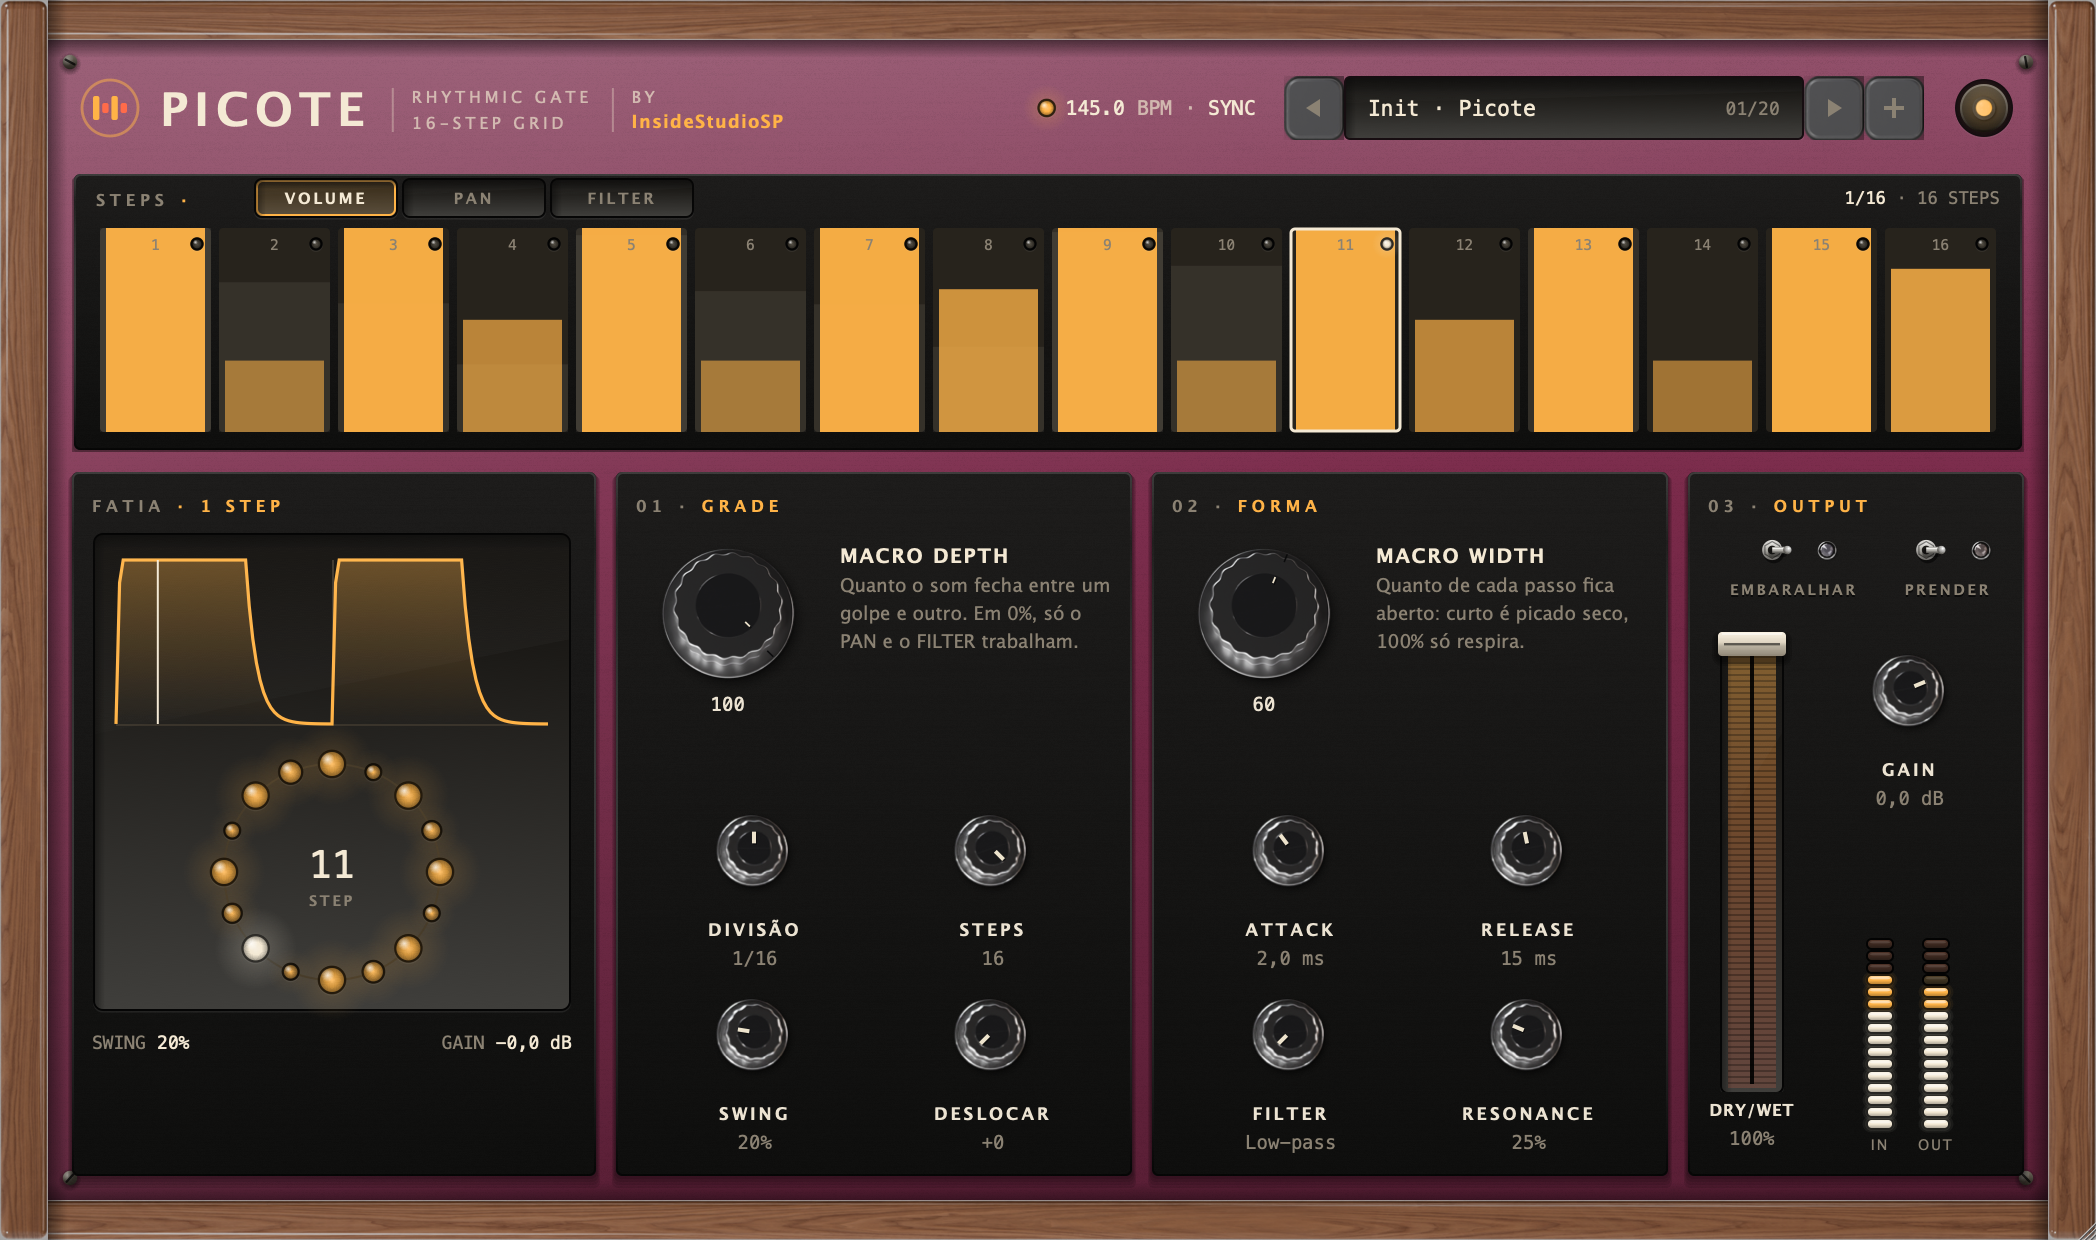 PICOTE
RHYTHMIC GATE
16-STEP GRID
BY
InsideStudioSP
145.0 BPM · SYNC
Init · Picote 01/20
STEPS ·
VOLUME
PAN
FILTER
1/16 · 16 STEPS
1 2 3 4 5 6 7 8 9 10 11 12 13 14 15 16
FATIA · 1 STEP
11
STEP
SWING 20%
GAIN −0,0 dB
01 · GRADE
MACRO DEPTH
Quanto o som fecha entre um
golpe e outro. Em 0%, só o
PAN e o FILTER trabalham.
100
DIVISÃO
1/16
STEPS
16
SWING
20%
DESLOCAR
+0
02 · FORMA
MACRO WIDTH
Quanto de cada passo fica
aberto: curto é picado seco,
100% só respira.
60
ATTACK
2,0 ms
RELEASE
15 ms
FILTER
Low-pass
RESONANCE
25%
03 · OUTPUT
EMBARALHAR
PRENDER
GAIN
0,0 dB
DRY/WET
100%
IN
OUT